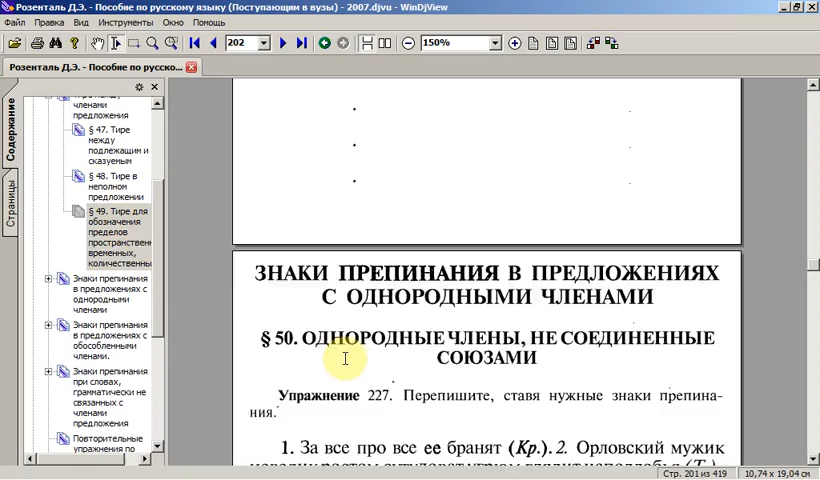 Розенталь Д.Э. - Пособие по русскому языку (Поступающим в вузы) - 2007.djvu - WinDjView
Файл Правка Вид Инструменты Окно Помощь
202 150%
Розенталь Д.Э. - Пособие по русско...
Содержание
Страницы
членами
предложения
§ 47. Тире
между
подлежащим и
сказуемым
§ 48. Тире в
неполном
предложении
§ 49. Тире для
обозначения
пределов
пространствен
временных,
количественны
Знаки препинания
в предложениях с
однородными
членами
Знаки препинания
в предложениях с
обособленными
членами.
Знаки препинания
при словах,
грамматически не
связанных с
членами
предложения
Повторительные
упражнения по
ЗНАКИ ПРЕПИНАНИЯ В ПРЕДЛОЖЕНИЯХ
С ОДНОРОДНЫМИ ЧЛЕНАМИ
§ 50. ОДНОРОДНЫЕ ЧЛЕНЫ, НЕ СОЕДИНЕННЫЕ
СОЮЗАМИ
Упражнение 227. Перепишите, ставя нужные знаки препина-
ния.
1. За все про все ее бранят (Кр.). 2. Орловский мужик
Стр. 201 из 419 10,74 x 19,04 см